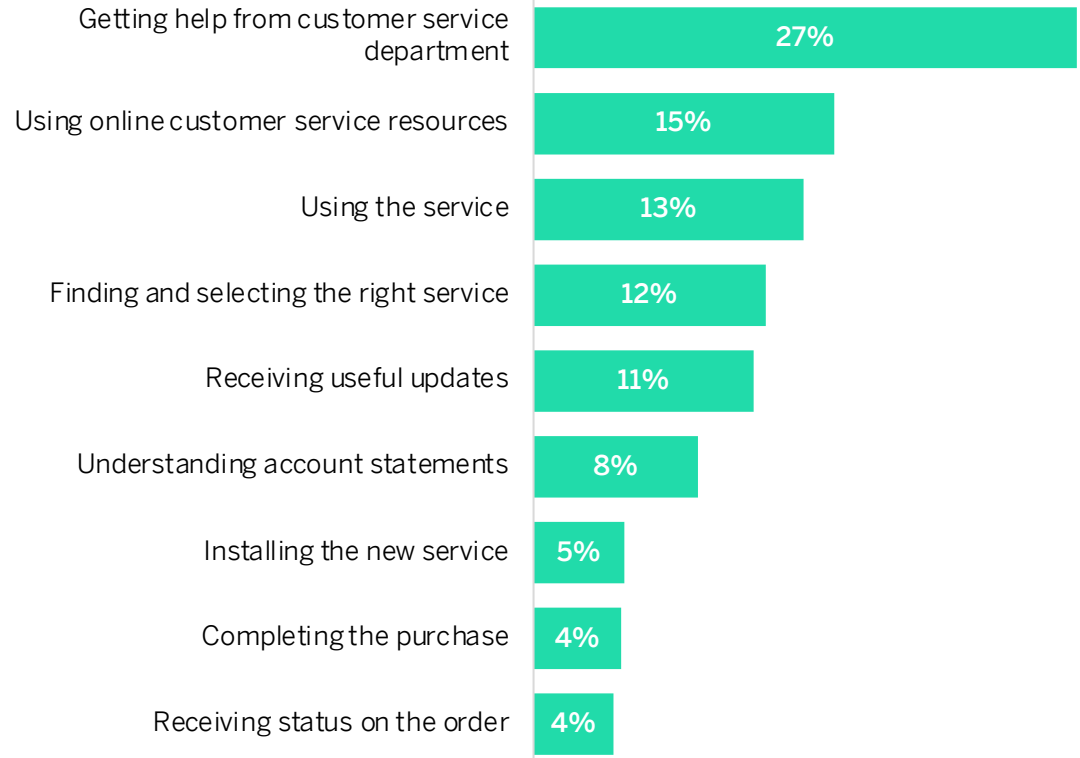 Getting help from customer service
department
27%
Using online customer service resources
15%
Using the service
13%
Finding and selecting the right service
12%
Receiving useful updates
11%
Understanding account statements
8%
Installing the new service
5%
Completing the purchase
4%
Receiving status on the order
4%